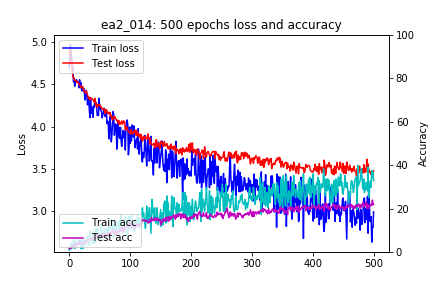 ea2_014: 500 epochs loss and accuracy
5.0
4.5
4.0
3.5
3.0
Loss
100
80
60
40
20
0
Accuracy
Train loss
Test loss
Train acc
Test acc
0
100
200
300
400
500